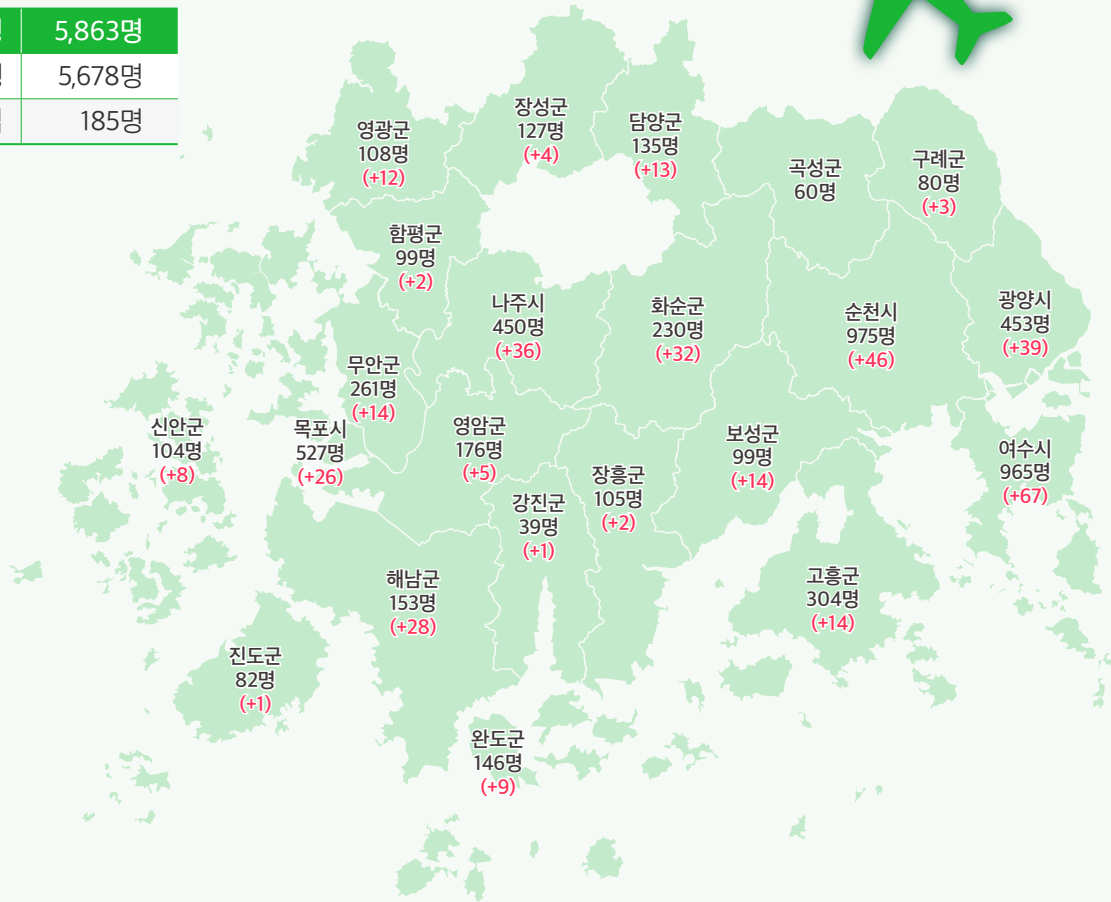 5,863명
5,678명
185명
장성군
127명
(+4)
담양군
135명
(+13)
영광군
108명
(+12)
곡성군
60명
구례군
80명
(+3)
함평군
99명
(+2)
나주시
450명
(+36)
화순군
230명
(+32)
순천시
975명
(+46)
광양시
453명
(+39)
무안군
261명
(+14)
신안군
104명
(+8)
목포시
527명
(+26)
영암군
176명
(+5)
보성군
99명
(+14)
여수시
965명
(+67)
장흥군
105명
(+2)
강진군
39명
(+1)
해남군
153명
(+28)
고흥군
304명
(+14)
진도군
82명
(+1)
완도군
146명
(+9)